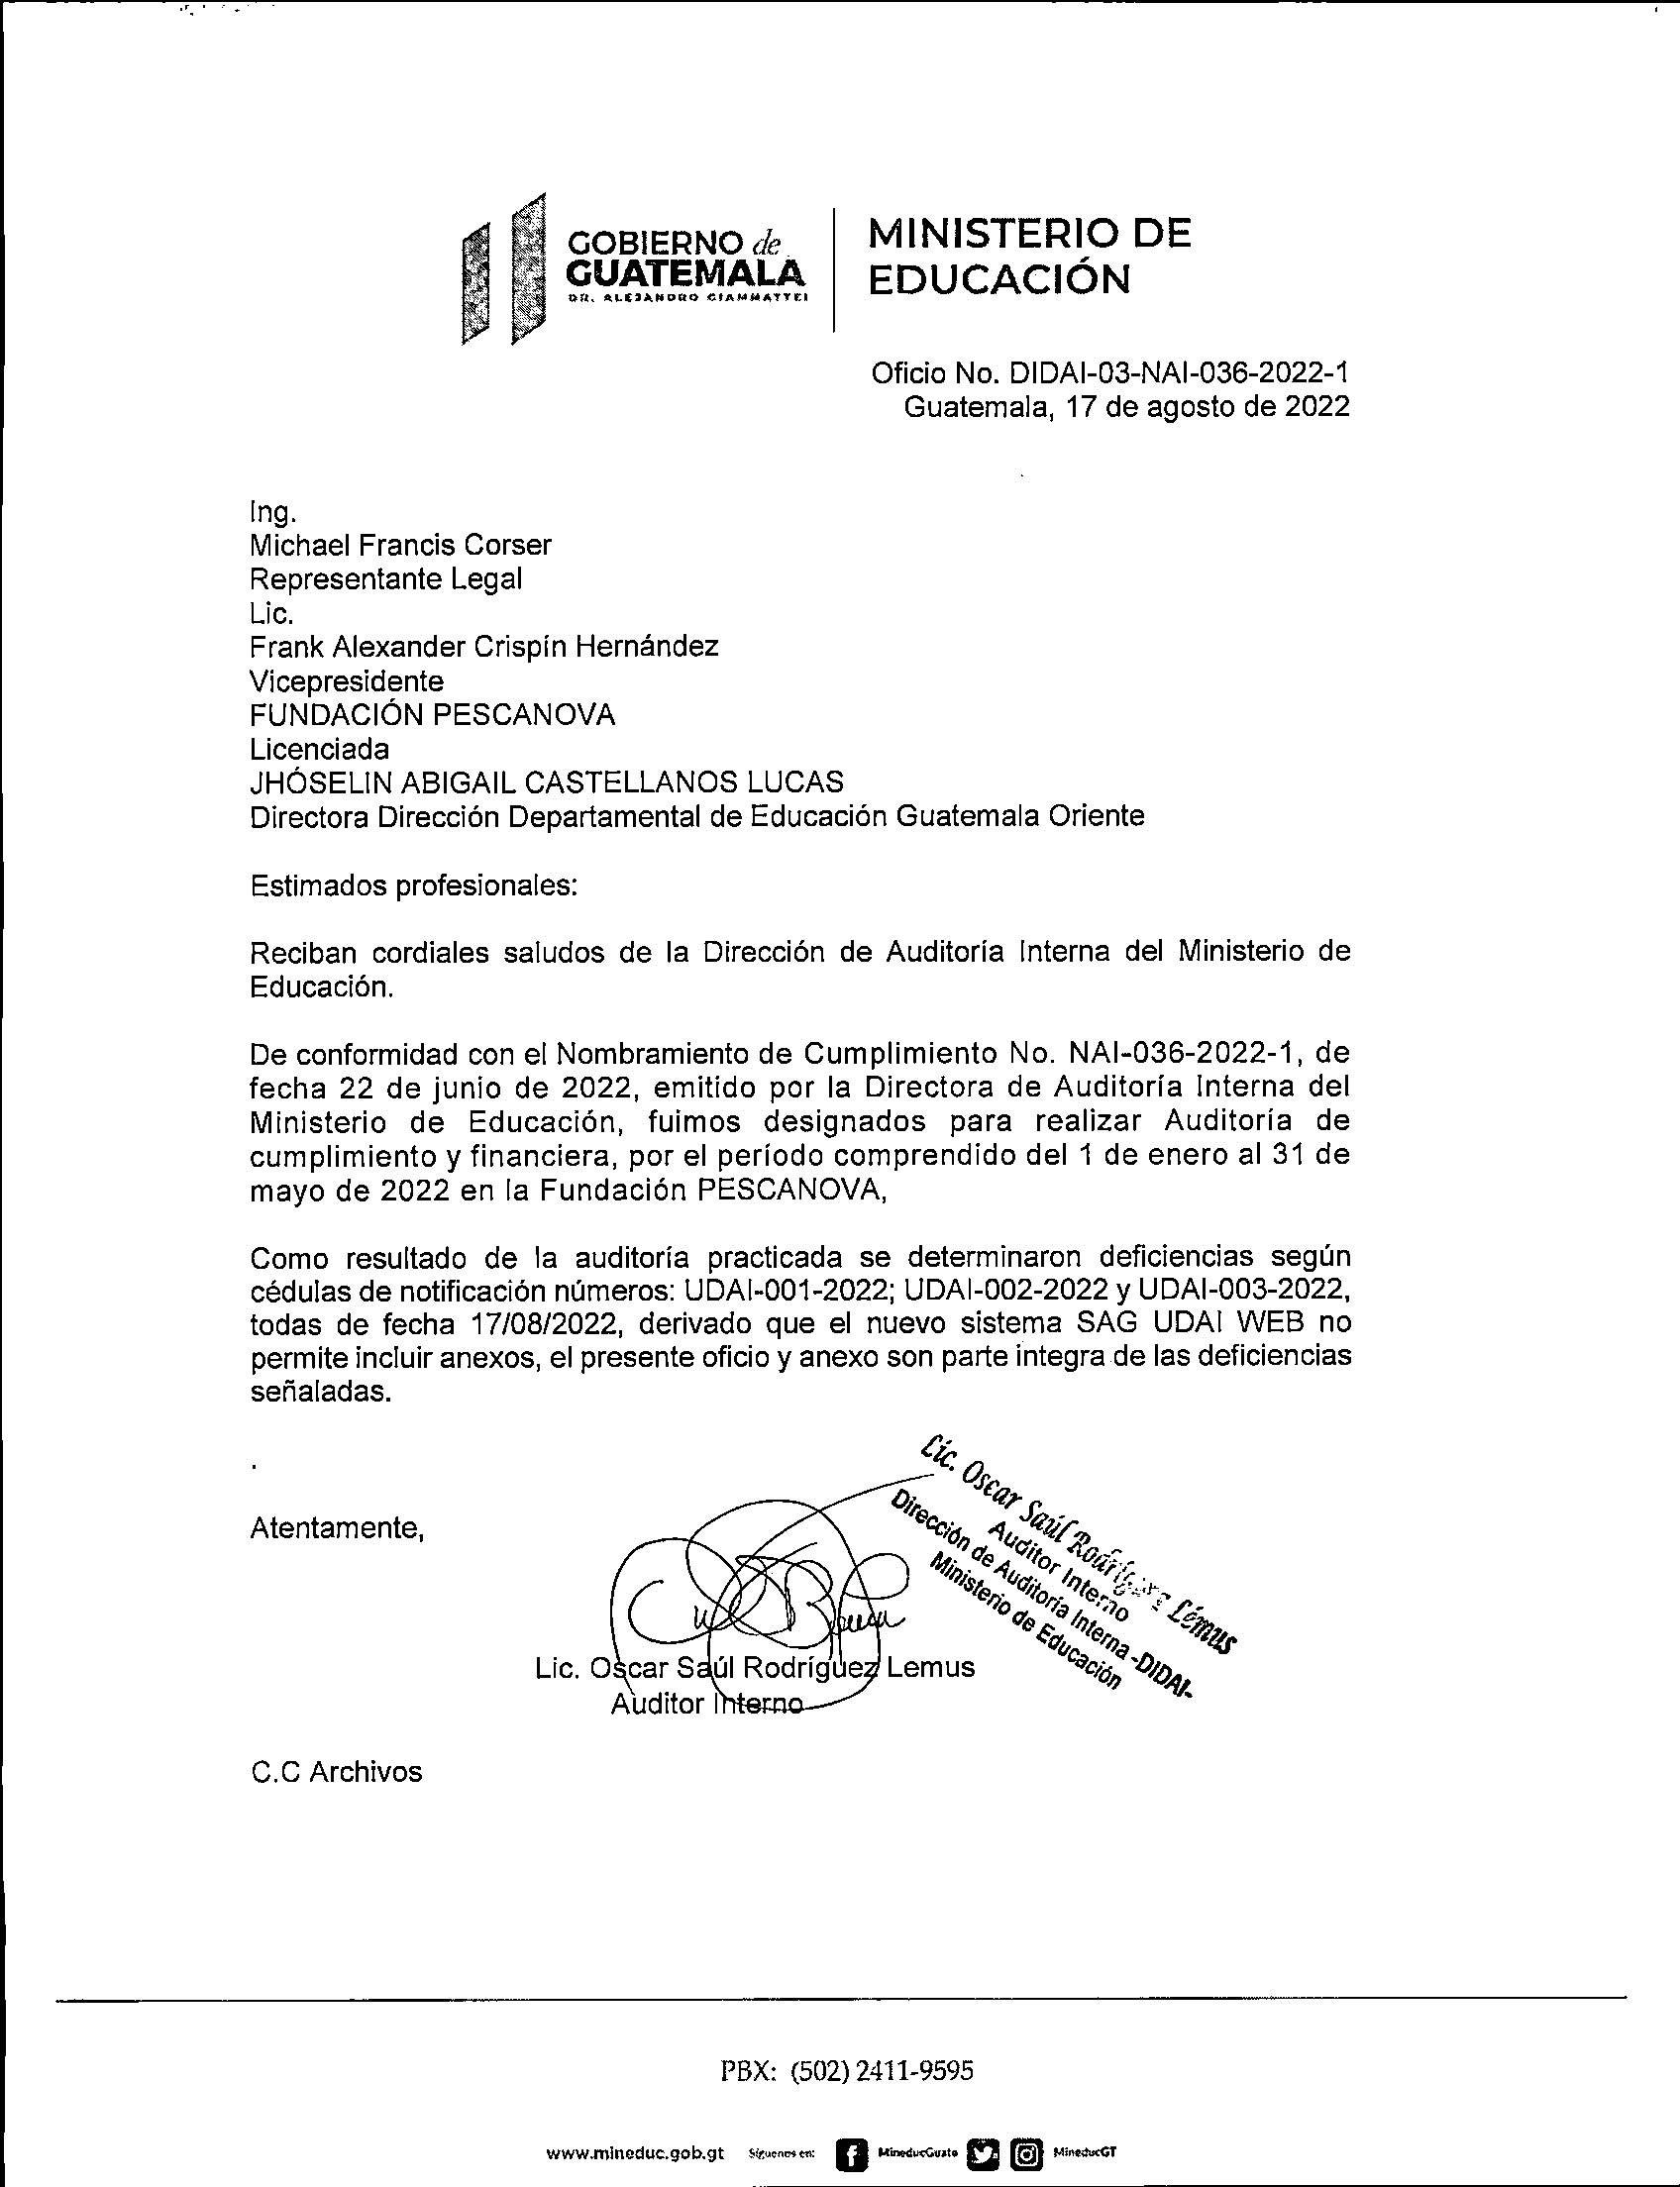 GOBIERNO de
GUATEMALA
DR. ALEJANDRO GIAMMATTEI
MINISTERIO DE
EDUCACIÓN
Oficio No. DIDAI-03-NAI-036-2022-1
Guatemala, 17 de agosto de 2022
Ing.
Michael Francis Corser
Representante Legal
Lic.
Frank Alexander Crispín Hernández
Vicepresidente
FUNDACIÓN PESCANOVA
Licenciada
JHÓSELIN ABIGAIL CASTELLANOS LUCAS
Directora Dirección Departamental de Educación Guatemala Oriente
Estimados profesionales:
Reciban cordiales saludos de la Dirección de Auditoría Interna del Ministerio de
Educación.
De conformidad con el Nombramiento de Cumplimiento No. NAI-036-2022-1, de
fecha 22 de junio de 2022, emitido por la Directora de Auditoría Interna del
Ministerio de Educación, fuimos designados para realizar Auditoría de
cumplimiento y financiera, por el período comprendido del 1 de enero al 31 de
mayo de 2022 en la Fundación PESCANOVA,
Como resultado de la auditoría practicada se determinaron deficiencias según
cédulas de notificación números: UDAI-001-2022; UDAI-002-2022 y UDAI-003-2022,
todas de fecha 17/08/2022, derivado que el nuevo sistema SAG UDAI WEB no
permite incluir anexos, el presente oficio y anexo son parte integra de las deficiencias
señaladas.
Atentamente,
Lic. Oscar Saúl Rodríguez Lemus
Auditor Interno
Dirección de Auditoría Interna -DIDAI-
Ministerio de Educación
Lic. Oscar Saúl Rodríguez Lemus
Auditor Interno
C.C Archivos
PBX: (502) 2411-9595
www.mineduc.gob.gt Síguenos en: MineducGuate MineducGT